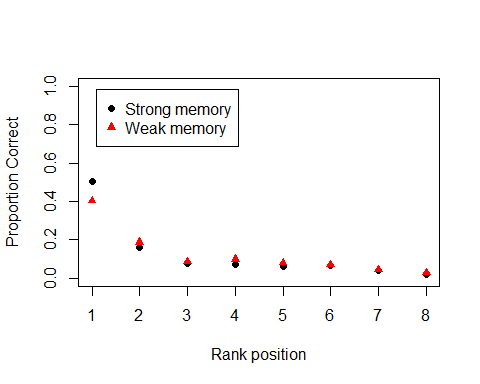 Proportion Correct
1.0
0.8
0.6
0.4
0.2
0.0
Strong memory
Weak memory
1 2 3 4 5 6 7 8
Rank position